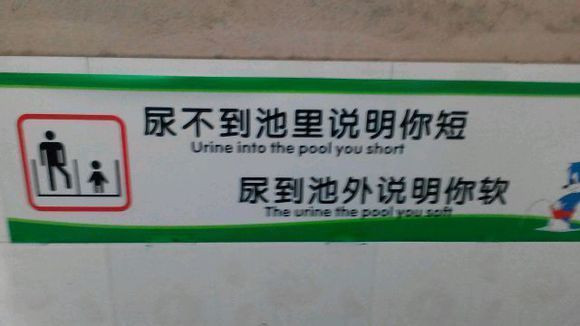 尿不到池里说明你短
Urine into the pool you short
尿到池外说明你软
The urine the pool you soft